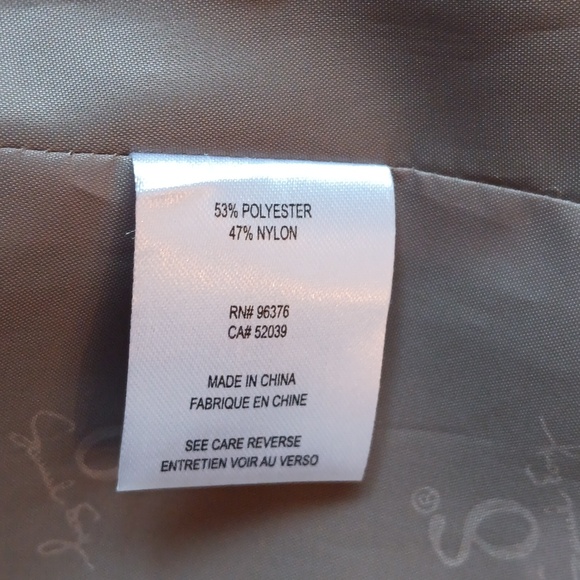 53% POLYESTER
47% NYLON
RN# 96376
CA# 52039
MADE IN CHINA
FABRIQUE EN CHINE
SEE CARE REVERSE
ENTRETIEN VOIR AU VERSO
®